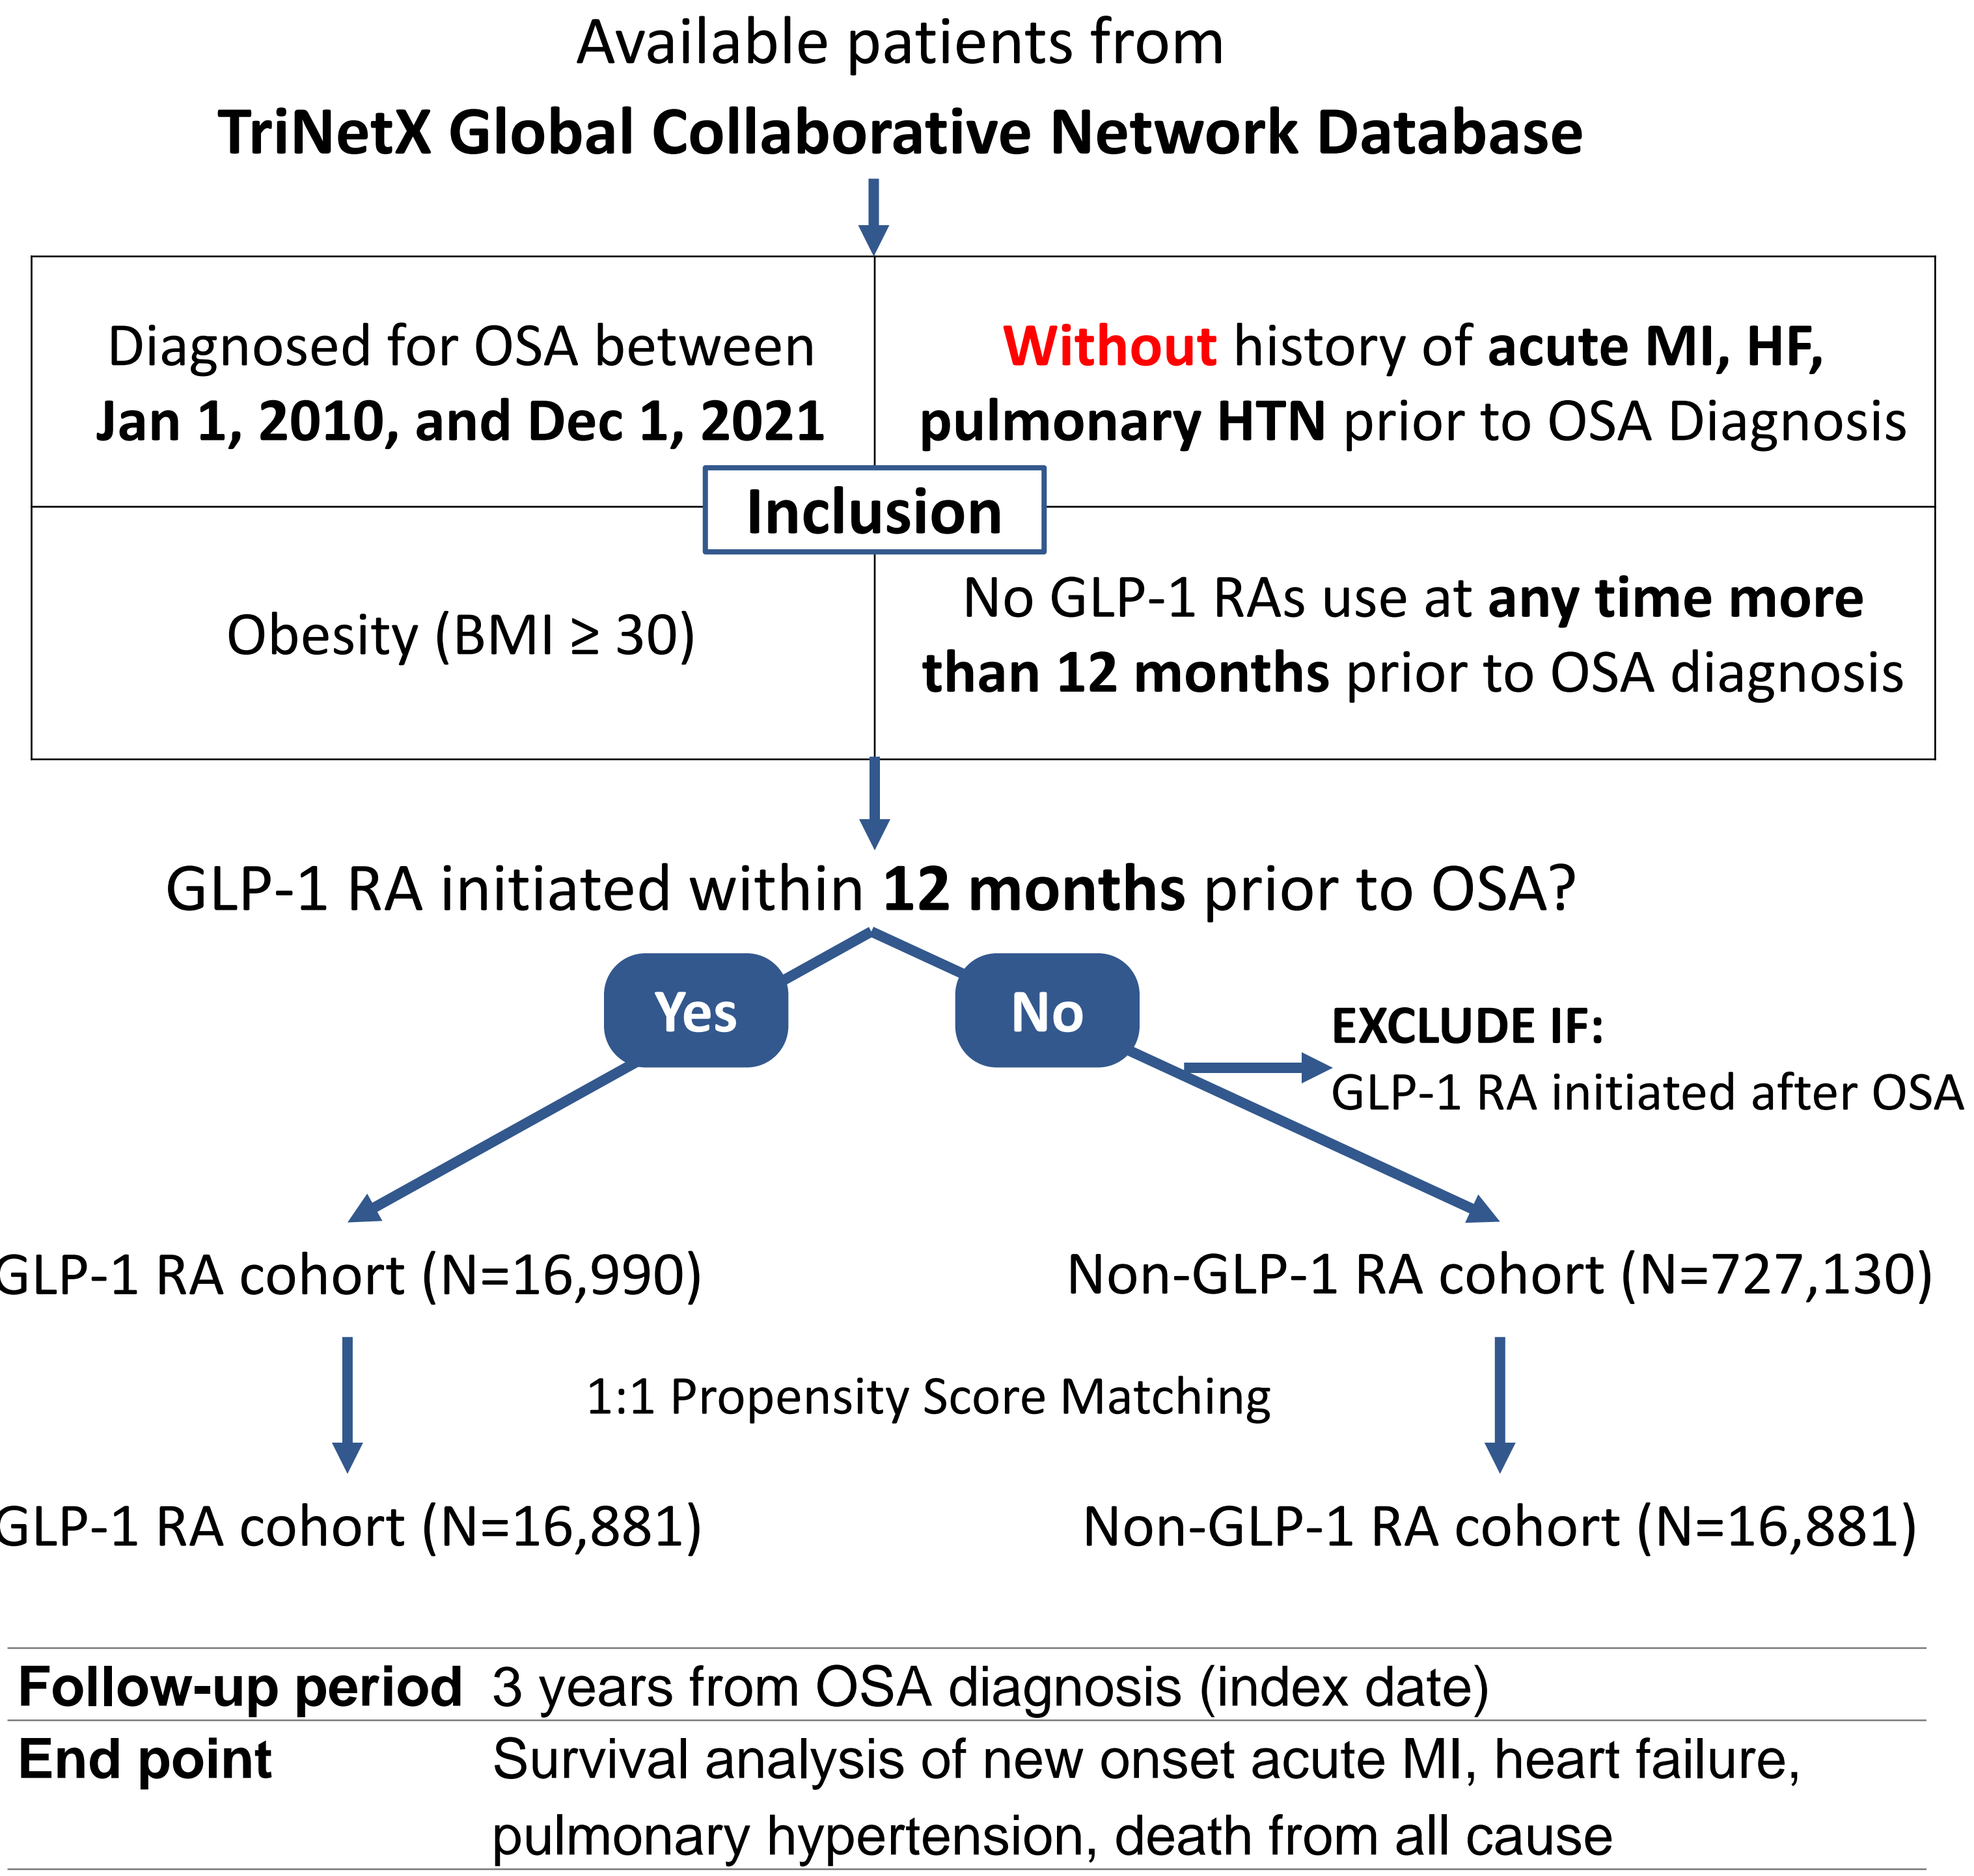 Available patients from
TriNetX Global Collaborative Network Database
Diagnosed for OSA between
Jan 1, 2010, and Dec 1, 2021
Without history of acute MI, HF,
pulmonary HTN prior to OSA Diagnosis
Inclusion
Obesity (BMI ≥ 30)
No GLP-1 RAs use at any time more
than 12 months prior to OSA diagnosis
GLP-1 RA initiated within 12 months prior to OSA?
Yes
No
EXCLUDE IF:
GLP-1 RA initiated after OSA
GLP-1 RA cohort (N=16,990)
Non-GLP-1 RA cohort (N=727,130)
1:1 Propensity Score Matching
GLP-1 RA cohort (N=16,881)
Non-GLP-1 RA cohort (N=16,881)
Follow-up period 3 years from OSA diagnosis (index date)
End point Survival analysis of new onset acute MI, heart failure,
pulmonary hypertension, death from all cause